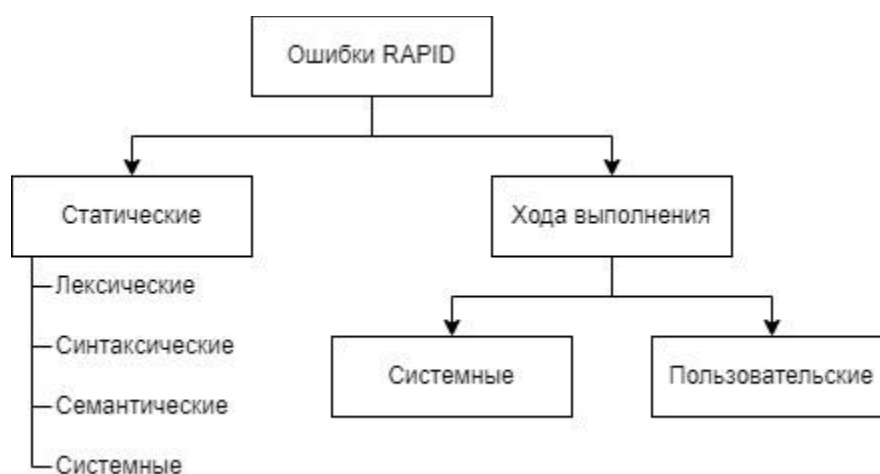 Ошибки RAPID
Статические
Хода выполнения
Лексические
Синтаксические
Семантические
Системные
Системные
Пользовательские